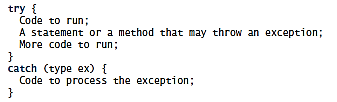 try {
  Code to run;
  A statement or a method that may throw an exception;
  More code to run;
}
catch (type ex) {
  Code to process the exception;
}